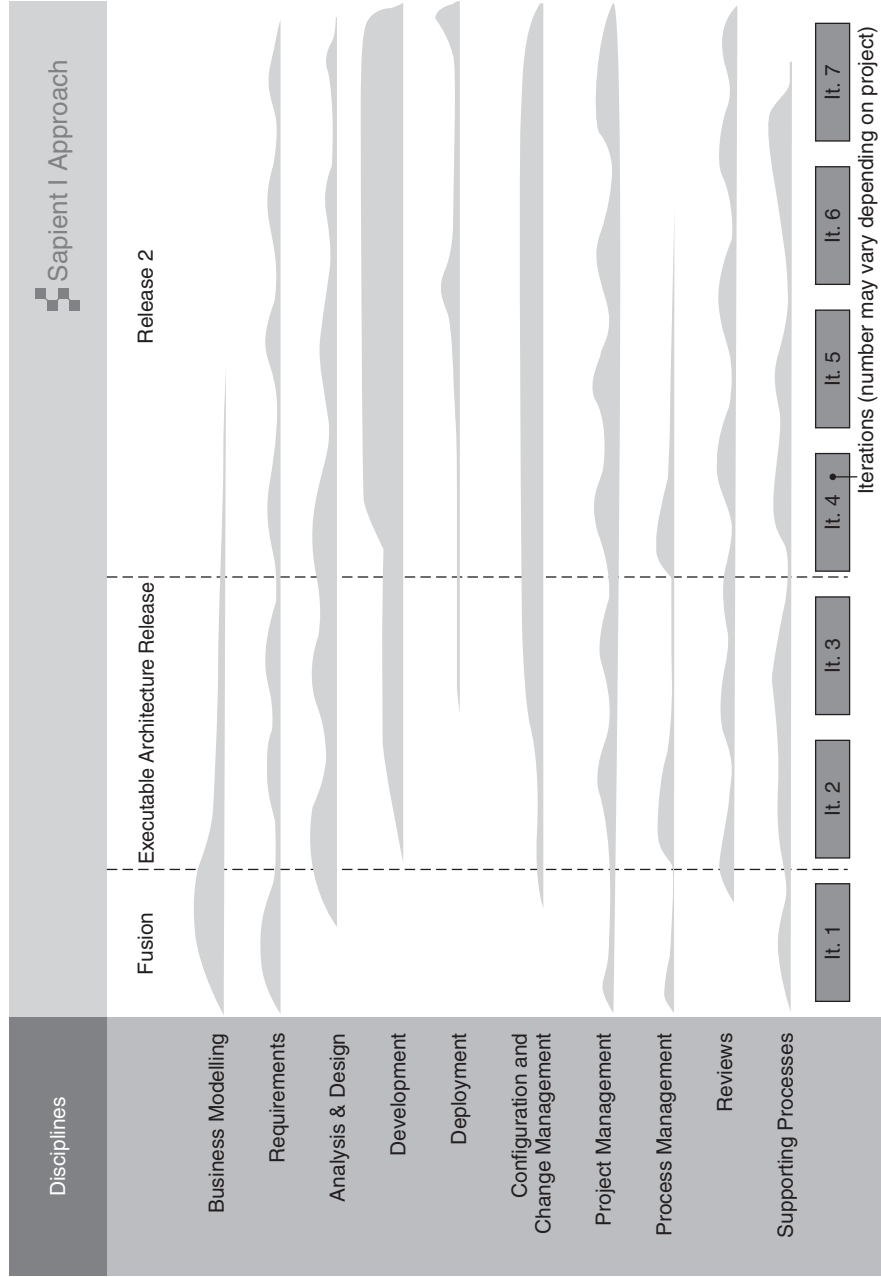 Disciplines
Sapient I Approach
Fusion
Executable Architecture Release
Release 2
Business Modelling
Requirements
Analysis & Design
Development
Deployment
Configuration and
Change Management
Project Management
Process Management
Reviews
Supporting Processes
It. 1
It. 2
It. 3
It. 4
It. 5
It. 6
It. 7
Iterations (number may vary depending on project)